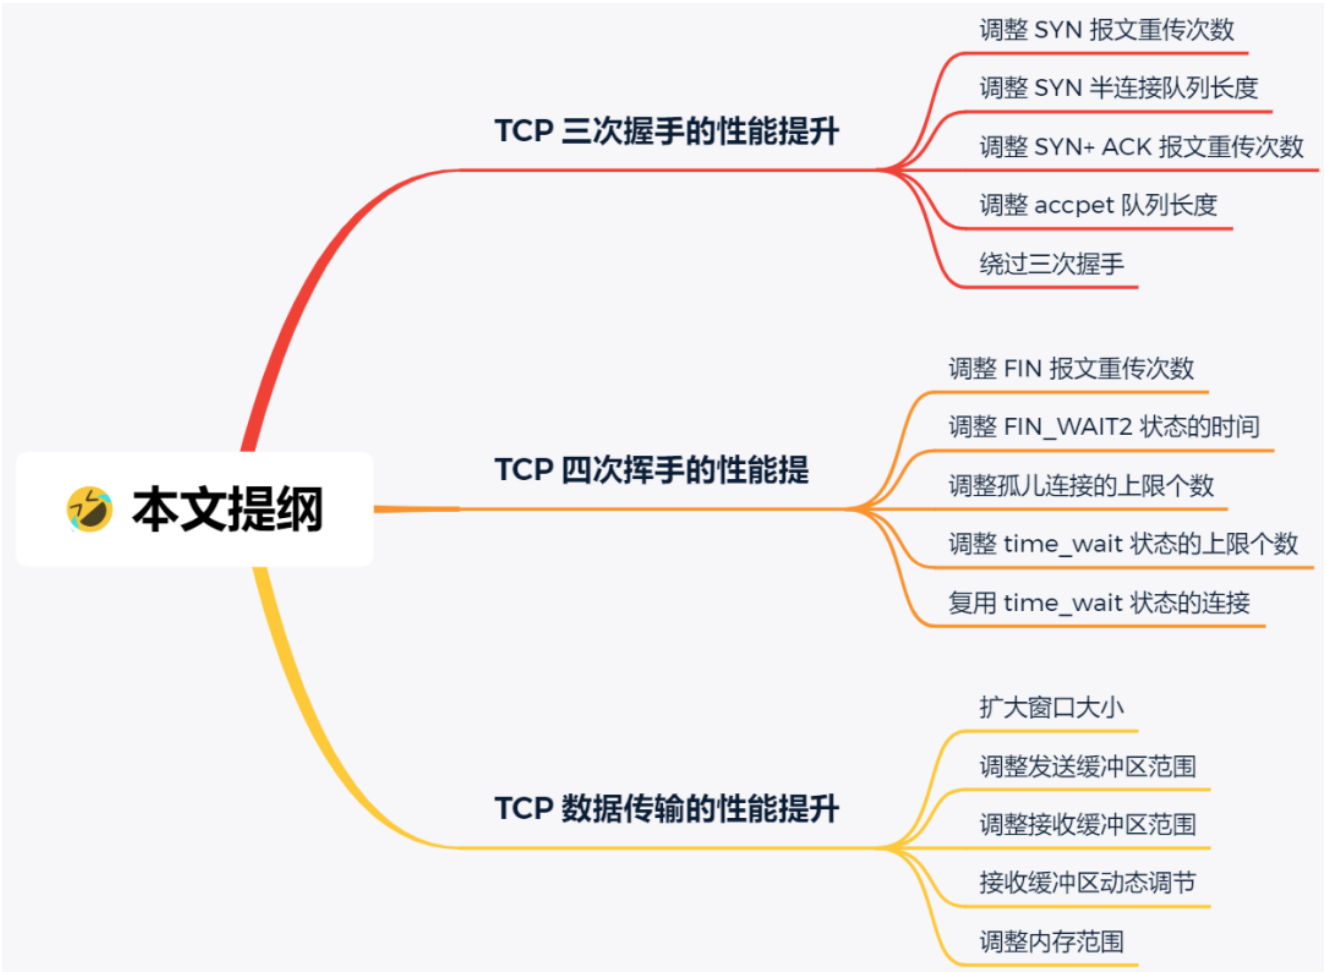 本文提纲
TCP 三次握手的性能提升
调整 SYN 报文重传次数
调整 SYN 半连接队列长度
调整 SYN+ ACK 报文重传次数
调整 accpet 队列长度
绕过三次握手
TCP 四次挥手的性能提
调整 FIN 报文重传次数
调整 FIN_WAIT2 状态的时间
调整孤儿连接的上限个数
调整 time_wait 状态的上限个数
复用 time_wait 状态的连接
TCP 数据传输的性能提升
扩大窗口大小
调整发送缓冲区范围
调整接收缓冲区范围
接收缓冲区动态调节
调整内存范围